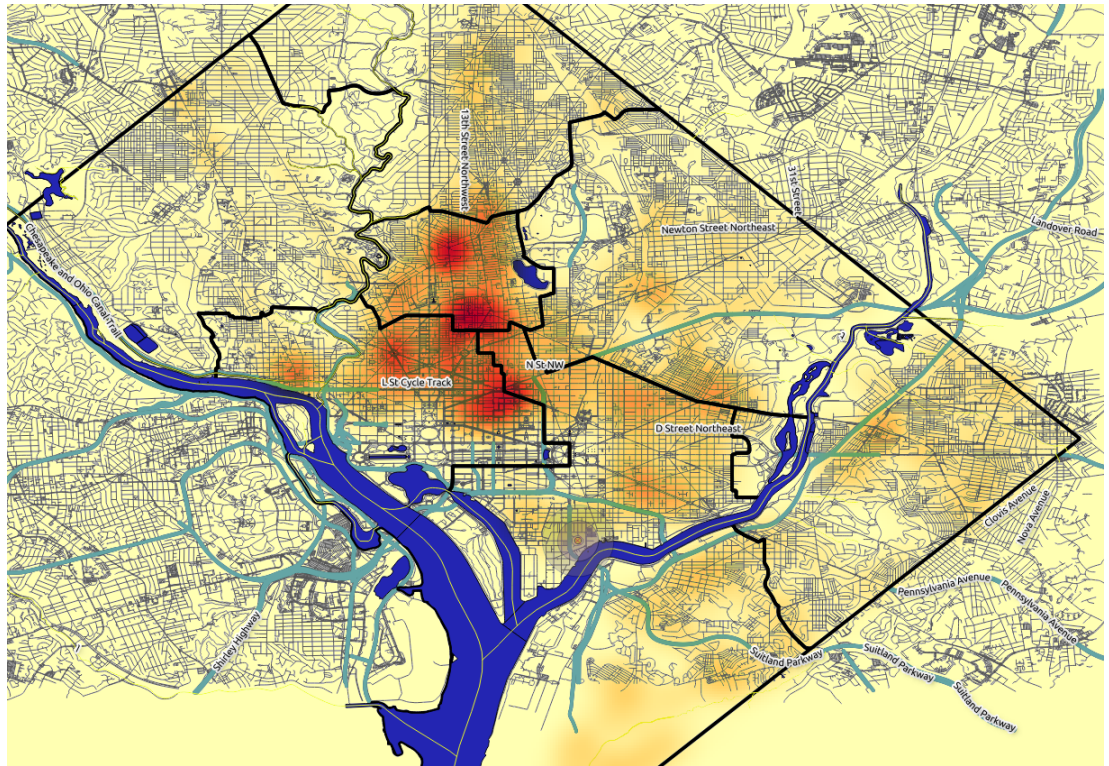 13th Street Northwest
31st Street
Landover Road
Newton Street Northeast
Chesapeake and Ohio Canal Trail
N St NW
L St Cycle Track
D Street Northeast
Clovis Avenue
Nova Avenue
Pennsylvania Avenue
Pennsylvania Avenue
Shirley Highway
Suitland Parkway
Suitland Parkway
Suitland Parkway